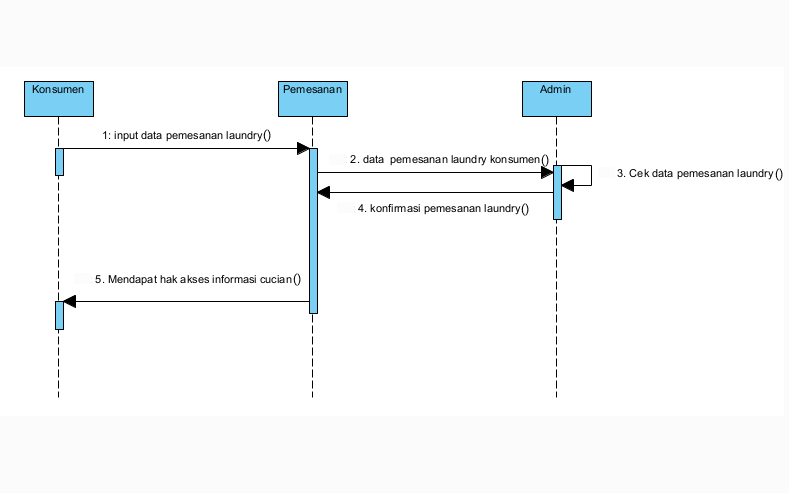 Konsumen
Pemesanan
Admin
1: input data pemesanan laundry()
2. data pemesanan laundry konsumen()
3. Cek data pemesanan laundry()
4. konfirmasi pemesanan laundry()
5. Mendapat hak akses informasi cucian()